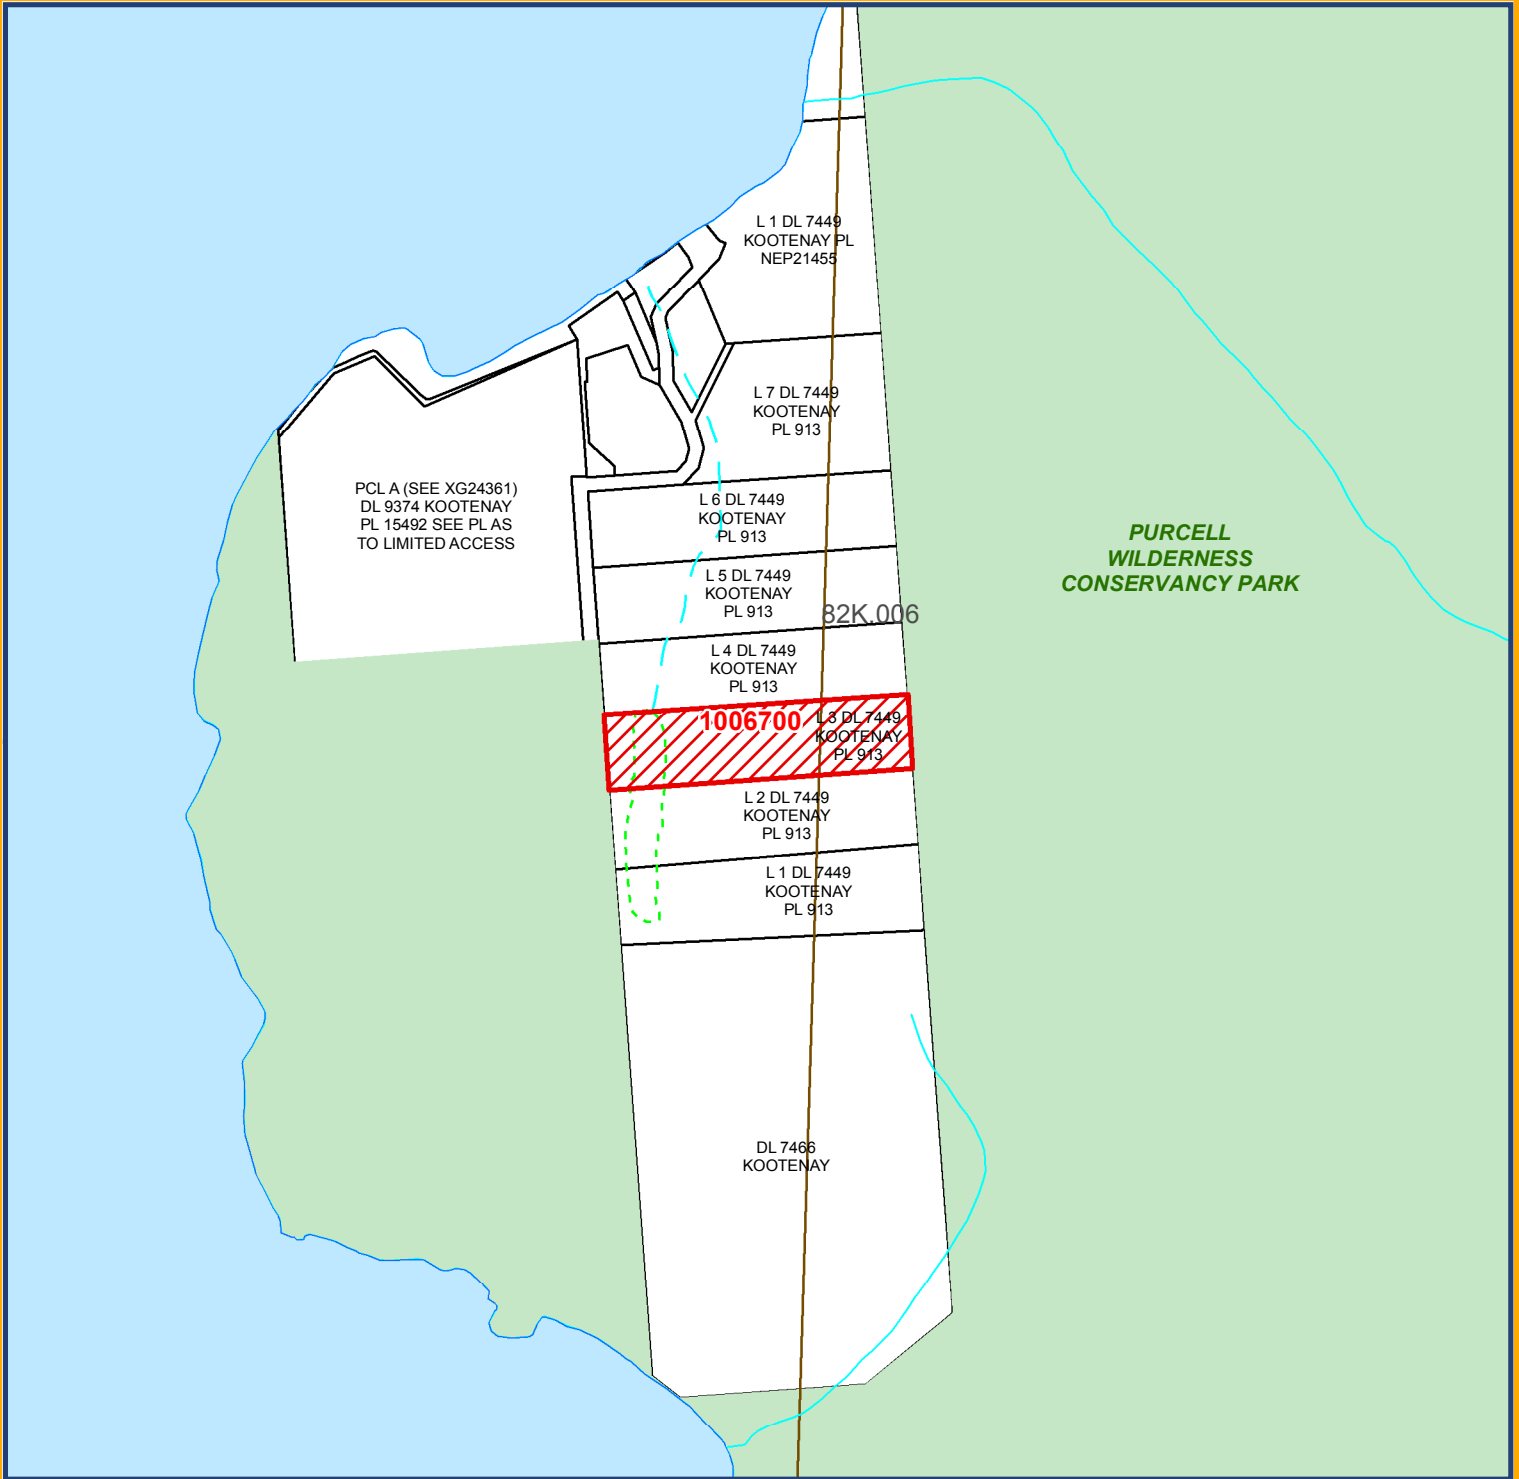 L 1 DL 7449
KOOTENAY PL
NEP21455
L 7 DL 7449
KOOTENAY
PL 913
PCL A (SEE XG24361)
DL 9374 KOOTENAY
PL 15492 SEE PL AS
TO LIMITED ACCESS
L 6 DL 7449
KOOTENAY
PL 913
PURCELL
WILDERNESS
CONSERVANCY PARK
L 5 DL 7449
KOOTENAY
PL 913
82K.006
L 4 DL 7449
KOOTENAY
PL 913
1006700
L 3 DL 7449
KOOTENAY
PL 913
L 2 DL 7449
KOOTENAY
PL 913
L 1 DL 7449
KOOTENAY
PL 913
DL 7466
KOOTENAY